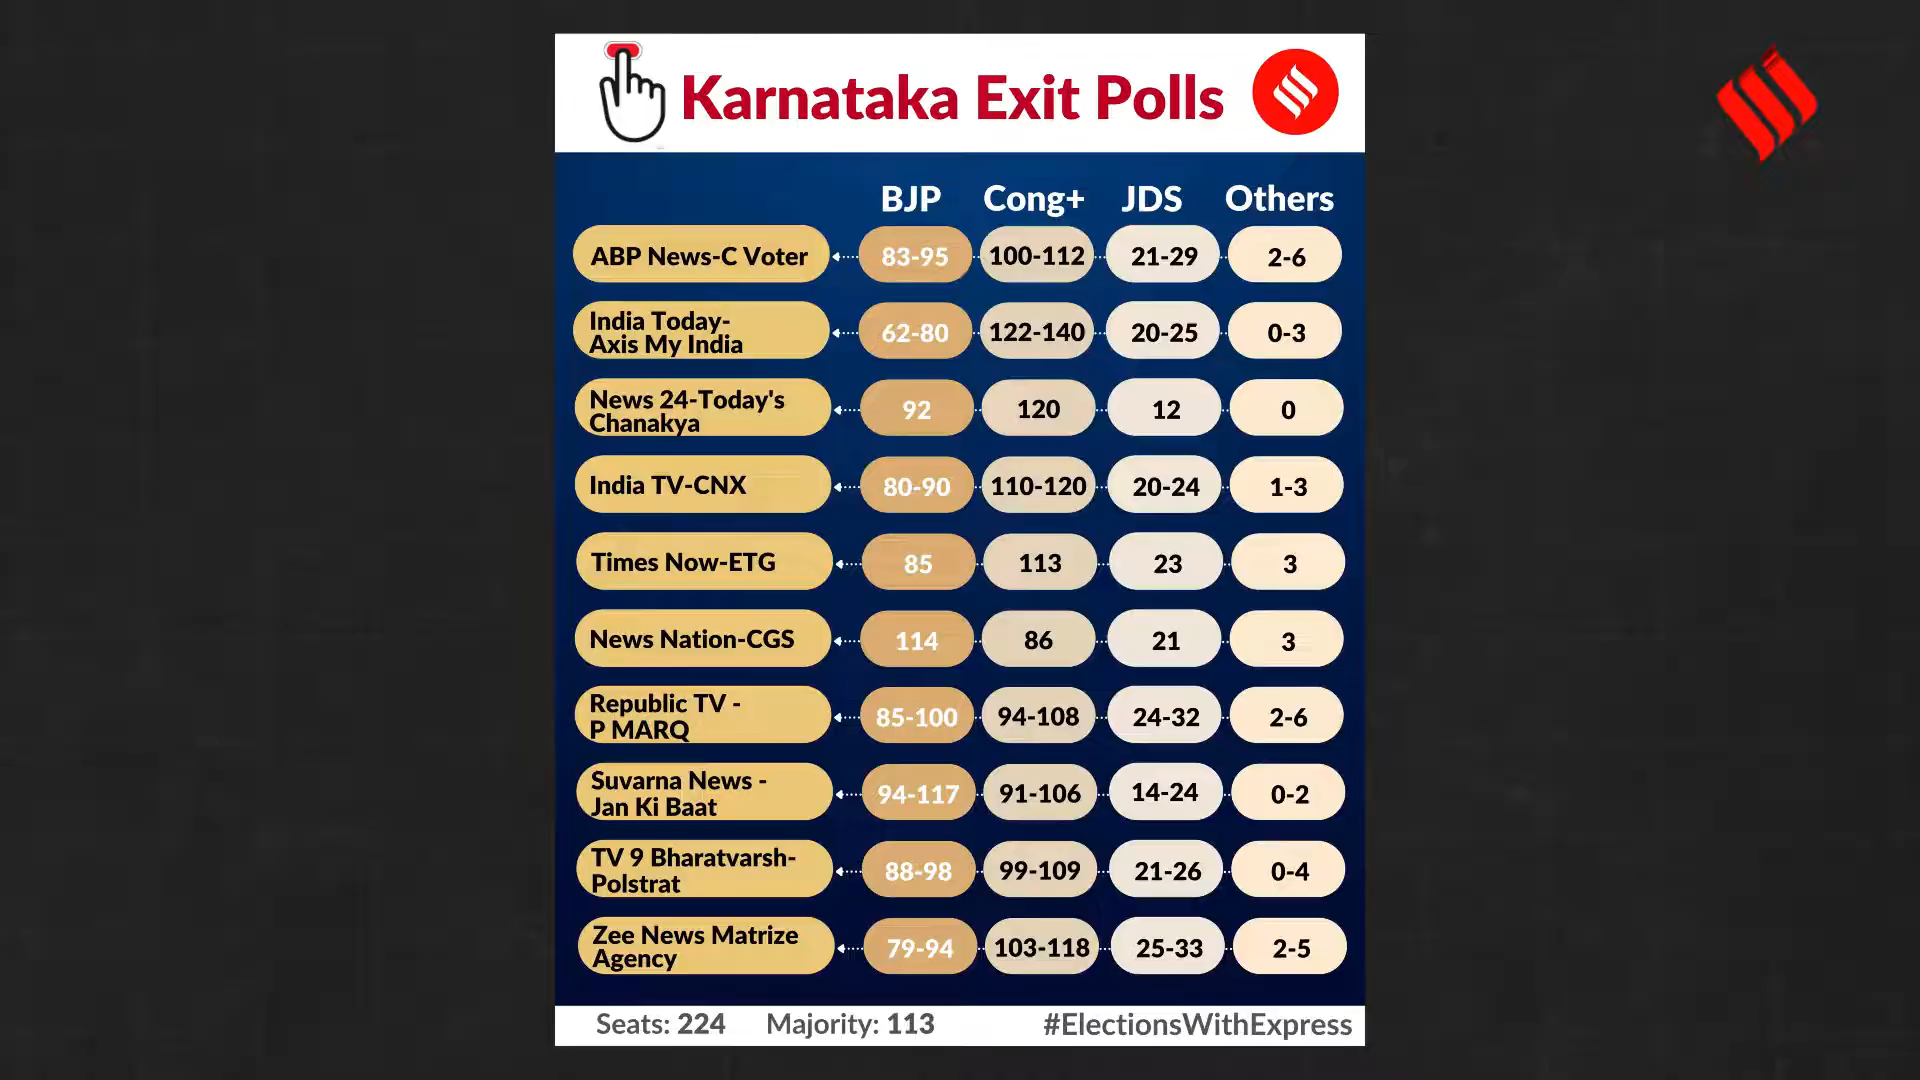 Karnataka Exit Polls
BJP Cong+ JDS Others
ABP News-C Voter 83-95 100-112 21-29 2-6
India Today-
Axis My India 62-80 122-140 20-25 0-3
News 24-Today's
Chanakya 92 120 12 0
India TV-CNX 80-90 110-120 20-24 1-3
Times Now-ETG 85 113 23 3
News Nation-CGS 114 86 21 3
Republic TV -
P MARQ 85-100 94-108 24-32 2-6
Suvarna News -
Jan Ki Baat 94-117 91-106 14-24 0-2
TV 9 Bharatvarsh-
Polstrat 88-98 99-109 21-26 0-4
Zee News Matrize
Agency 79-94 103-118 25-33 2-5
Seats: 224 Majority: 113 #ElectionsWithExpress